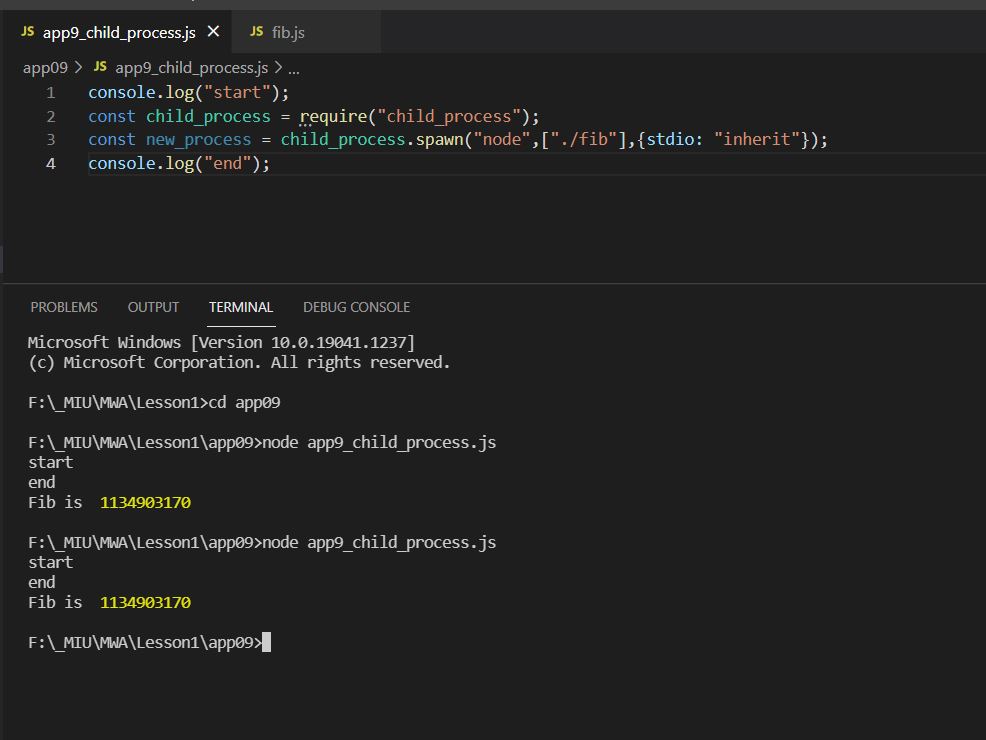 JS app9_child_process.js × JS fib.js
app09 > JS app9_child_process.js > ...
1 console.log("start");
2 const child_process = require("child_process");
3 const new_process = child_process.spawn("node",["./fib"],{stdio: "inherit"});
4 console.log("end");
PROBLEMS OUTPUT TERMINAL DEBUG CONSOLE
Microsoft Windows [Version 10.0.19041.1237]
(c) Microsoft Corporation. All rights reserved.
F:\_MIU\MWA\Lesson1>cd app09
F:\_MIU\MWA\Lesson1\app09>node app9_child_process.js
start
end
Fib is  1134903170
F:\_MIU\MWA\Lesson1\app09>node app9_child_process.js
start
end
Fib is  1134903170
F:\_MIU\MWA\Lesson1\app09>